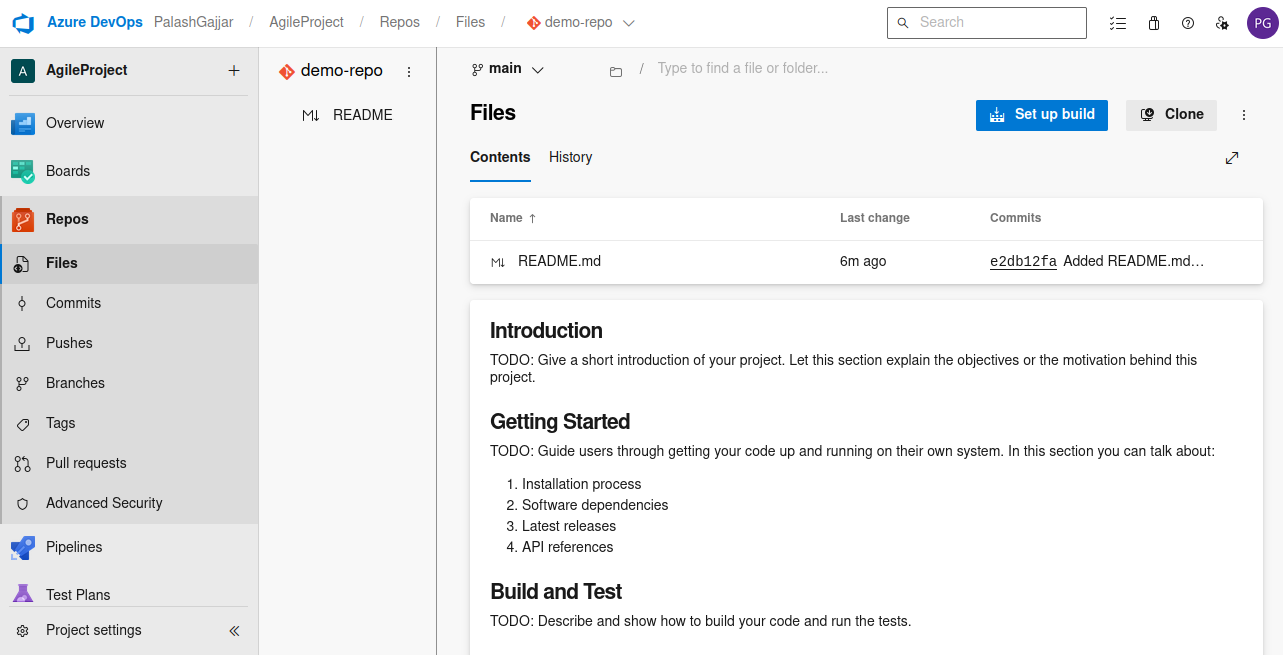 Azure DevOps PalashGajjar / AgileProject / Repos / Files / demo-repo
Search
PG
A AgileProject
Overview
Boards
Repos
Files
Commits
Pushes
Branches
Tags
Pull requests
Advanced Security
Pipelines
Test Plans
Project settings
demo-repo
README
main
/ Type to find a file or folder...
Files
Set up build
Clone
Contents History
Name ↑ Last change Commits
README.md 6m ago e2db12fa Added README.md…
Introduction
TODO: Give a short introduction of your project. Let this section explain the objectives or the motivation behind this
project.
Getting Started
TODO: Guide users through getting your code up and running on their own system. In this section you can talk about:
1. Installation process
2. Software dependencies
3. Latest releases
4. API references
Build and Test
TODO: Describe and show how to build your code and run the tests.